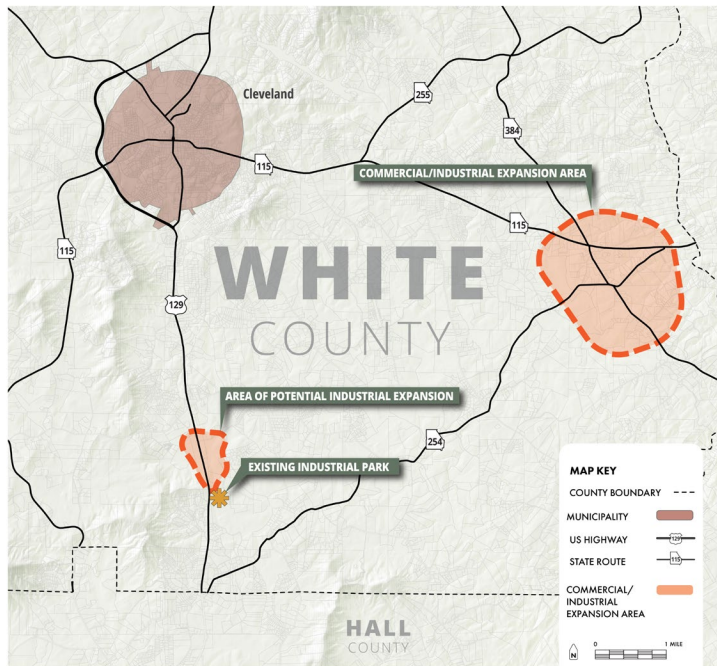 Cleveland
255
384
115
COMMERCIAL/INDUSTRIAL EXPANSION AREA
115
115
WHITE
COUNTY
129
AREA OF POTENTIAL INDUSTRIAL EXPANSION
254
EXISTING INDUSTRIAL PARK
MAP KEY
COUNTY BOUNDARY
MUNICIPALITY
US HIGHWAY
129
STATE ROUTE
115
COMMERCIAL/
INDUSTRIAL
EXPANSION AREA
N
0 1 MILE
HALL
COUNTY